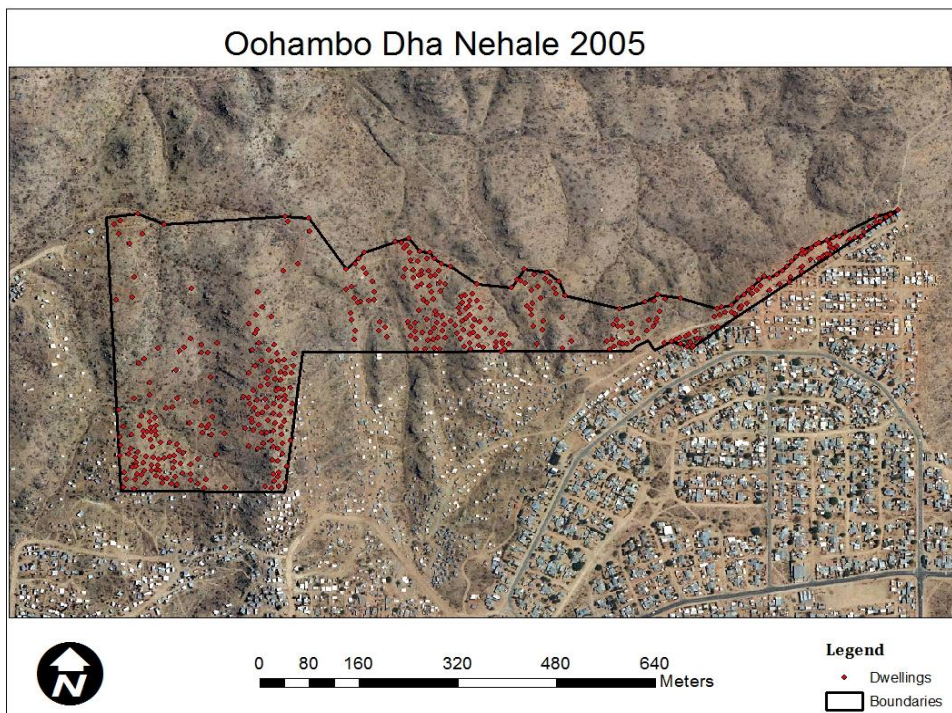 Oohambo Dha Nehale 2005
N
0 80 160 320 480 640
Meters
Legend
Dwellings
Boundaries